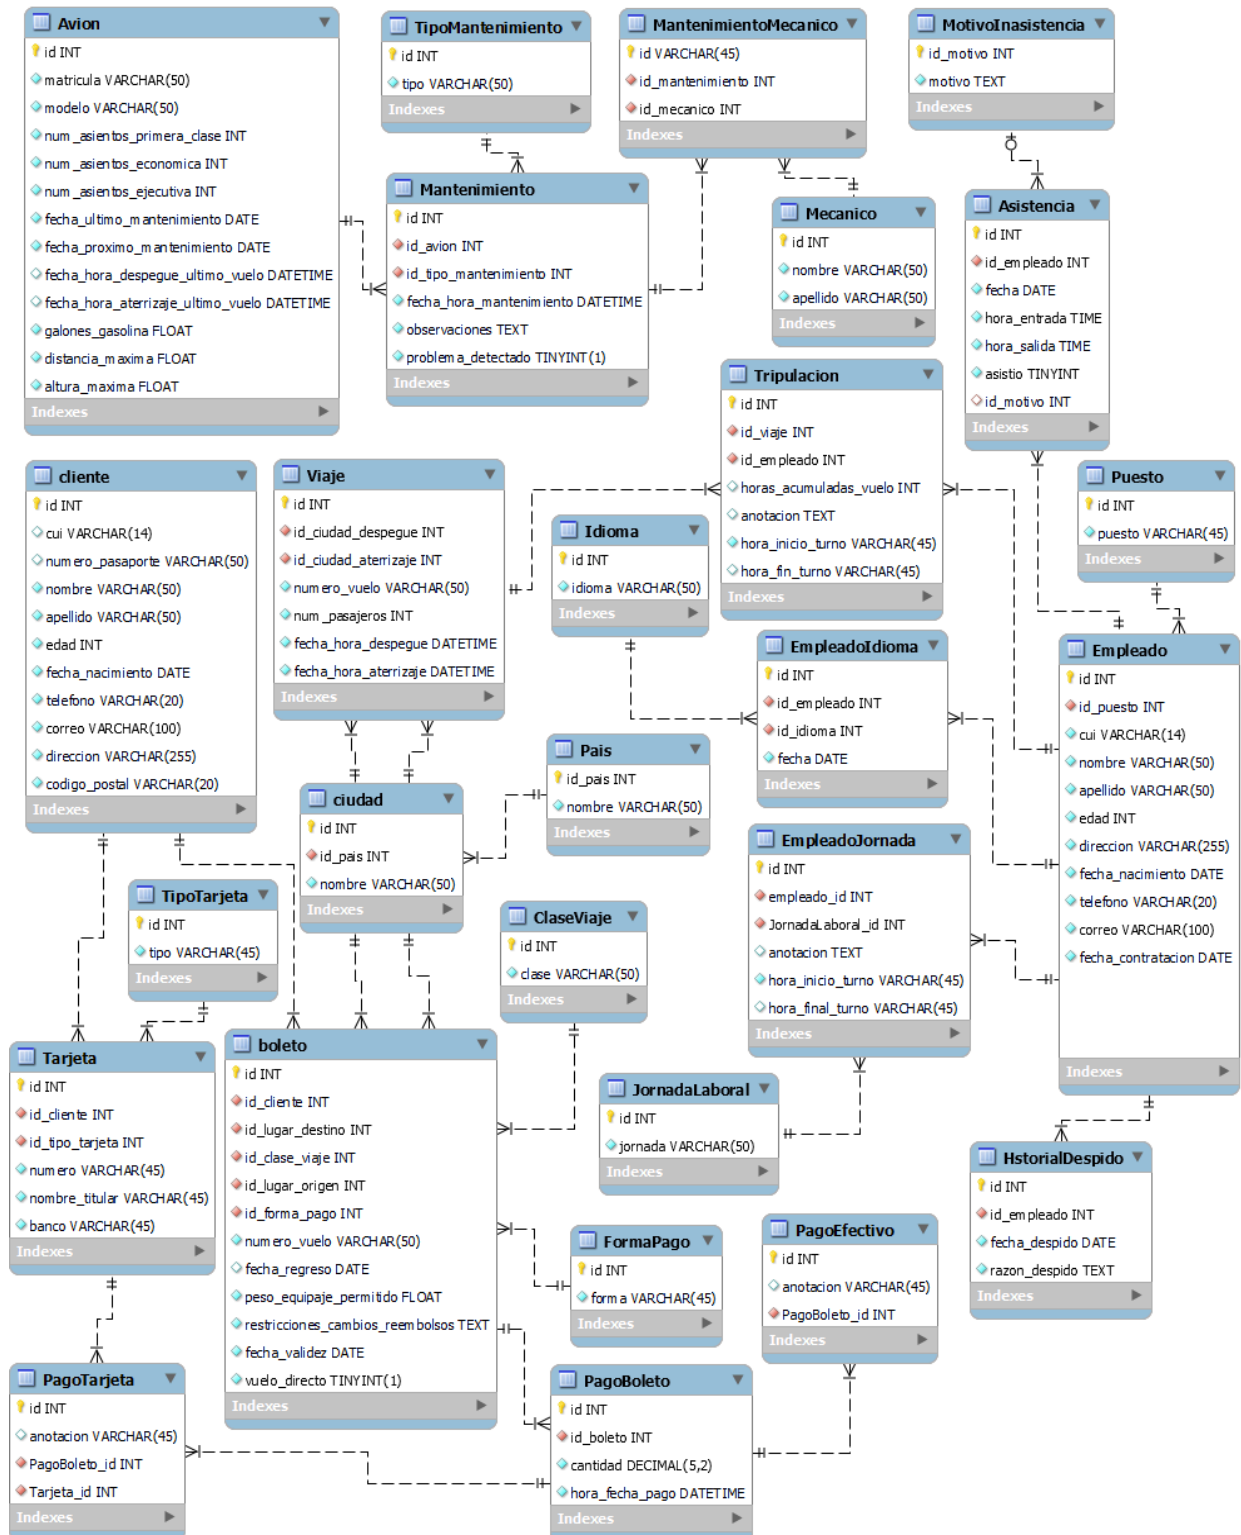 Avion
id INT
matricula VARCHAR(50)
modelo VARCHAR(50)
num_asientos_primera_clase INT
num_asientos_economica INT
num_asientos_ejecutiva INT
fecha_ultimo_mantenimiento DATE
fecha_proximo_mantenimiento DATE
fecha_hora_despegue_ultimo_vuelo DATETIME
fecha_hora_aterrizaje_ultimo_vuelo DATETIME
galones_gasolina FLOAT
distancia_maxima FLOAT
altura_maxima FLOAT
Indexes
TipoMantenimiento
id INT
tipo VARCHAR(50)
Indexes
MantenimientoMecanico
id VARCHAR(45)
id_mantenimiento INT
id_mecanico INT
Indexes
MotivoInasistencia
id_motivo INT
motivo TEXT
Indexes
Mantenimiento
id INT
id_avion INT
id_tipo_mantenimiento INT
fecha_hora_mantenimiento DATETIME
observaciones TEXT
problema_detectado TINYINT(1)
Indexes
Mecanico
id INT
nombre VARCHAR(50)
apellido VARCHAR(50)
Indexes
Asistencia
id INT
id_empleado INT
fecha DATE
hora_entrada TIME
hora_salida TIME
asistio TINYINT
id_motivo INT
Indexes
Tripulacion
id INT
id_viaje INT
id_empleado INT
horas_acumuladas_vuelo INT
anotacion TEXT
hora_inicio_turno VARCHAR(45)
hora_fin_turno VARCHAR(45)
Indexes
cliente
id INT
cui VARCHAR(14)
numero_pasaporte VARCHAR(50)
nombre VARCHAR(50)
apellido VARCHAR(50)
edad INT
fecha_nacimiento DATE
telefono VARCHAR(20)
correo VARCHAR(100)
direccion VARCHAR(255)
codigo_postal VARCHAR(20)
Indexes
Viaje
id INT
id_ciudad_despegue INT
id_ciudad_aterrizaje INT
numero_vuelo VARCHAR(50)
num_pasajeros INT
fecha_hora_despegue DATETIME
fecha_hora_aterrizaje DATETIME
Indexes
Idioma
id INT
idioma VARCHAR(50)
Indexes
Puesto
id INT
puesto VARCHAR(45)
Indexes
EmpleadoIdioma
id INT
id_empleado INT
id_idioma INT
fecha DATE
Indexes
Empleado
id INT
id_puesto INT
cui VARCHAR(14)
nombre VARCHAR(50)
apellido VARCHAR(50)
edad INT
direccion VARCHAR(255)
fecha_nacimiento DATE
telefono VARCHAR(20)
correo VARCHAR(100)
fecha_contratacion DATE
Indexes
Pais
id_pais INT
nombre VARCHAR(50)
Indexes
ciudad
id INT
id_pais INT
nombre VARCHAR(50)
Indexes
EmpleadoJornada
id INT
empleado_id INT
JornadaLaboral_id INT
anotacion TEXT
hora_inicio_turno VARCHAR(45)
hora_final_turno VARCHAR(45)
Indexes
TipoTarjeta
id INT
tipo VARCHAR(45)
Indexes
ClaseViaje
id INT
clase VARCHAR(50)
Indexes
Tarjeta
id INT
id_cliente INT
id_tipo_tarjeta INT
numero VARCHAR(45)
nombre_titular VARCHAR(45)
banco VARCHAR(45)
Indexes
boleto
id INT
id_cliente INT
id_lugar_destino INT
id_clase_viaje INT
id_lugar_origen INT
id_forma_pago INT
numero_vuelo VARCHAR(50)
fecha_regreso DATE
peso_equipaje_permitido FLOAT
restricciones_cambios_reembolsos TEXT
fecha_validez DATE
vuelo_directo TINYINT(1)
Indexes
JornadaLaboral
id INT
jornada VARCHAR(50)
Indexes
HstorialDespido
id INT
id_empleado INT
fecha_despido DATE
razon_despido TEXT
Indexes
FormaPago
id INT
forma VARCHAR(45)
Indexes
PagoEfectivo
id INT
anotacion VARCHAR(45)
PagoBoleto_id INT
Indexes
PagoTarjeta
id INT
anotacion VARCHAR(45)
PagoBoleto_id INT
Tarjeta_id INT
Indexes
PagoBoleto
id INT
id_boleto INT
cantidad DECIMAL(5,2)
hora_fecha_pago DATETIME
Indexes